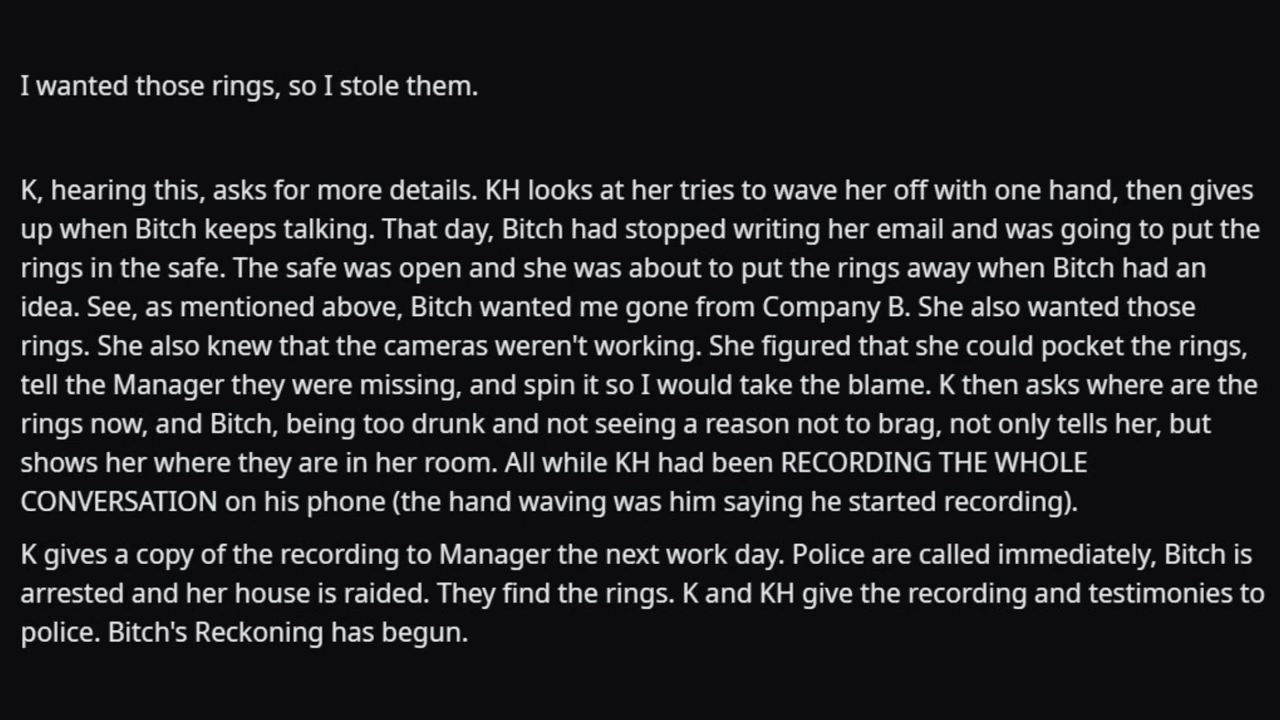 I wanted those rings, so I stole them.
K, hearing this, asks for more details. KH looks at her tries to wave her off with one hand, then gives
up when Bitch keeps talking. That day, Bitch had stopped writing her email and was going to put the
rings in the safe. The safe was open and she was about to put the rings away when Bitch had an
idea. See, as mentioned above, Bitch wanted me gone from Company B. She also wanted those
rings. She also knew that the cameras weren't working. She figured that she could pocket the rings,
tell the Manager they were missing, and spin it so I would take the blame. K then asks where are the
rings now, and Bitch, being too drunk and not seeing a reason not to brag, not only tells her, but
shows her where they are in her room. All while KH had been RECORDING THE WHOLE
CONVERSATION on his phone (the hand waving was him saying he started recording).
K gives a copy of the recording to Manager the next work day. Police are called immediately, Bitch is
arrested and her house is raided. They find the rings. K and KH give the recording and testimonies to
police. Bitch's Reckoning has begun.